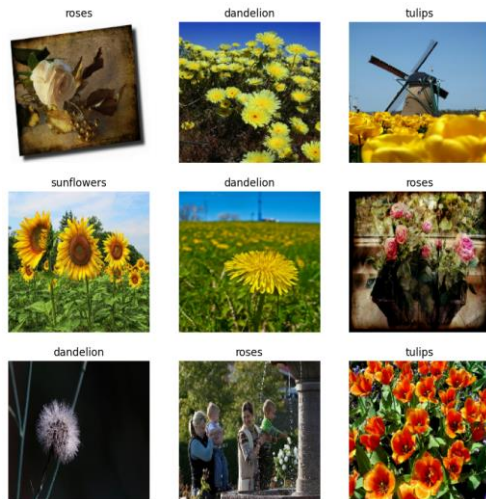 roses
dandelion
tulips
sunflowers
dandelion
roses
dandelion
roses
tulips